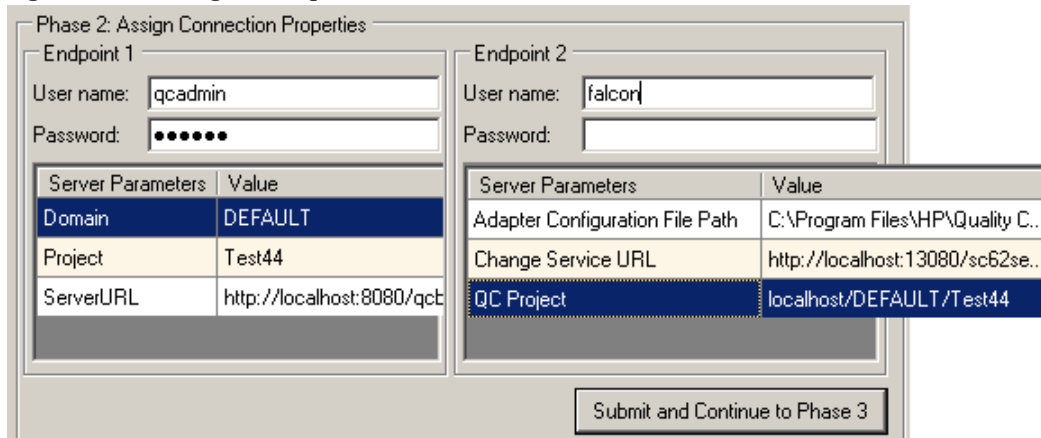 Phase 2: Assign Connection Properties
Endpoint 1
User name: qcadmin
Password: ●●●●●●
Server Parameters Value
Domain DEFAULT
Project Test44
ServerURL http://localhost:8080/qcb
Endpoint 2
User name: falcon
Password:
Server Parameters Value
Adapter Configuration File Path C:\Program Files\HP\Quality C...
Change Service URL http://localhost:13080/sc62se...
QC Project localhost/DEFAULT/Test44
Submit and Continue to Phase 3